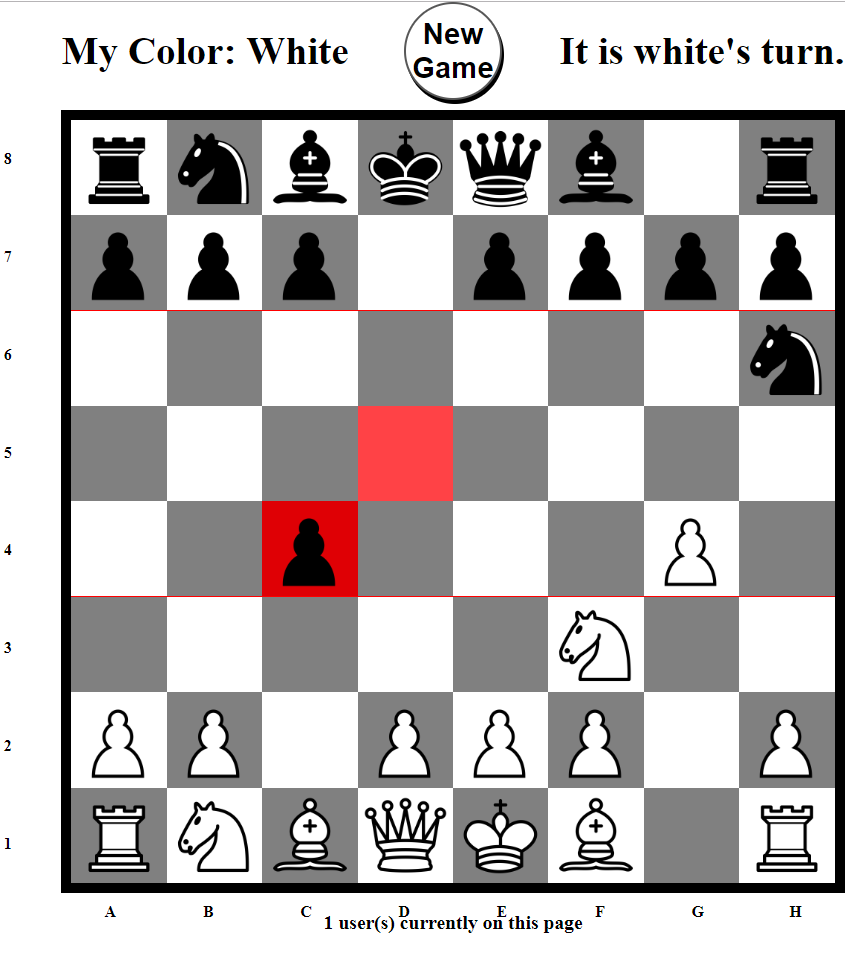 My Color: White
New
Game
It is white's turn.
8
7
6
5
4
3
2
1
A B C D E F G H
1 user(s) currently on this page